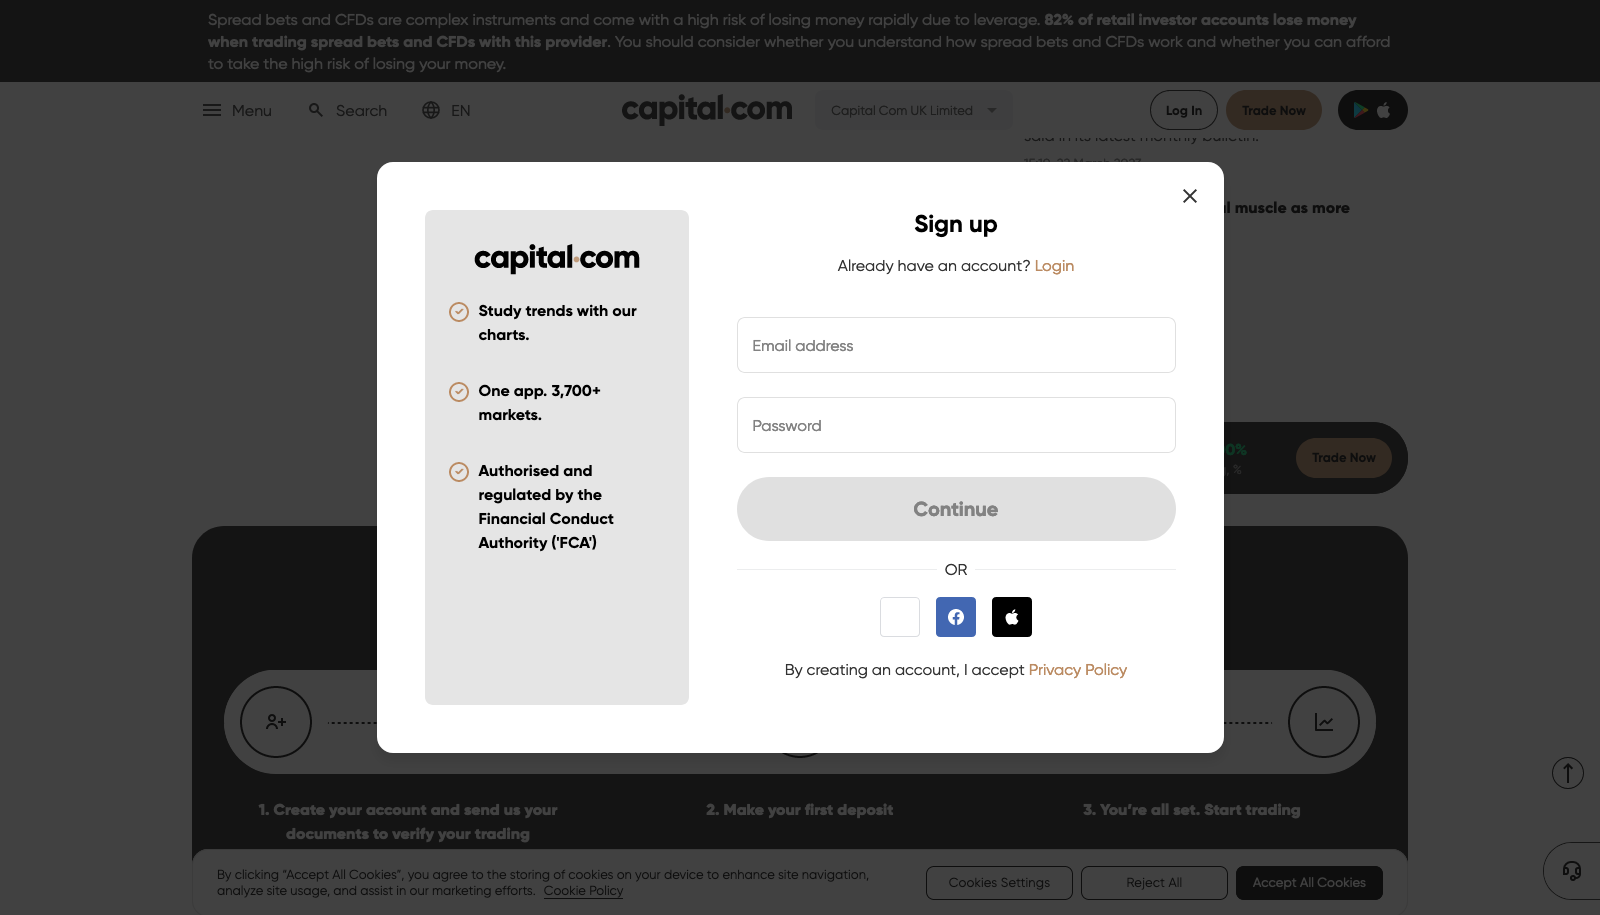 Spread bets and CFDs are complex instruments and come with a high risk of losing money rapidly due to leverage. 82% of retail investor accounts lose money
when trading spread bets and CFDs with this provider. You should consider whether you understand how spread bets and CFDs work and whether you can afford
to take the high risk of losing your money.
Menu
Search
EN
capital.com
Capital Com UK Limited
Log In
Trade Now
said in its latest monthly bulletin.
muscle as more
Sign up
Already have an account? Login
capital.com
Study trends with our
charts.
One app. 3,700+
markets.
Authorised and
regulated by the
Financial Conduct
Authority ('FCA')
Email address
Password
Continue
OR
By creating an account, I accept Privacy Policy
0%
%
Trade Now
1. Create your account and send us your
documents to verify your trading
2. Make your first deposit
3. You’re all set. Start trading
By clicking “Accept All Cookies”, you agree to the storing of cookies on your device to enhance site navigation,
analyze site usage, and assist in our marketing efforts. Cookie Policy
Cookies Settings
Reject All
Accept All Cookies